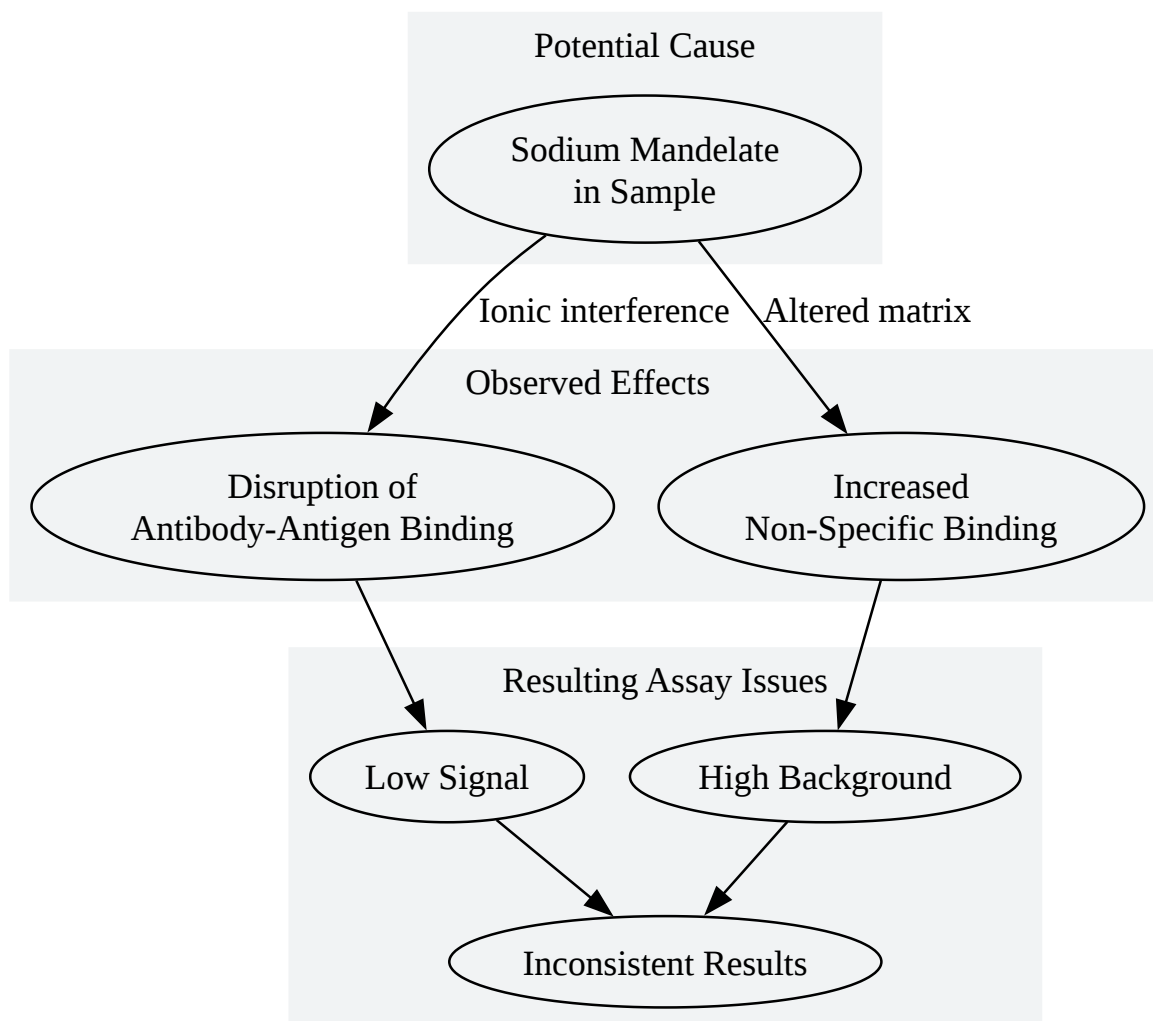 Potential Cause
Sodium Mandelate
in Sample
Ionic interference
Altered matrix
Observed Effects
Disruption of
Antibody-Antigen Binding
Increased
Non-Specific Binding
Resulting Assay Issues
Low Signal
High Background
Inconsistent Results